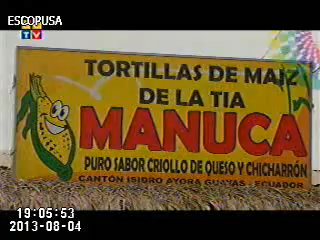 ESCOPUSA
TV
TORTILLAS DE MAIZ
DE LA TIA
MANUCA
PURO SABOR CRIOLLO DE QUESO Y CHICHARRÓN
CANTÓN ISIDRO AYORA GUAYAS - ECUADOR
19:05:53
2013-08-04